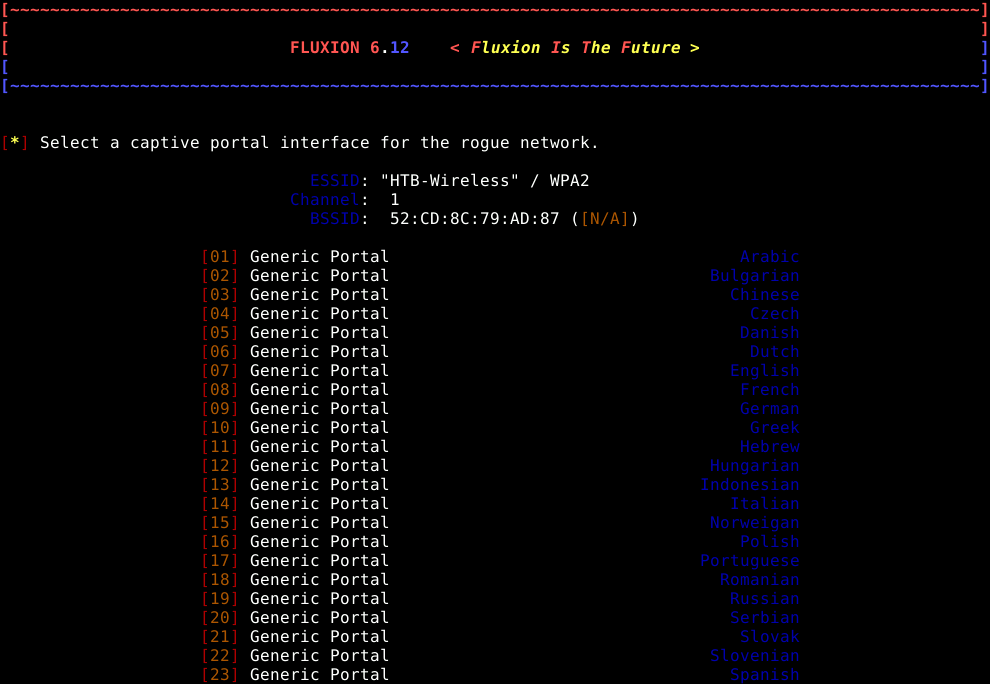 [~~~~~~~~~~~~~~~~~~~~~~~~~~~~~~~~~~~~~~~~~~~~~~~~~~~~~~~~~~~~~~~~~~~~~~~~~~~~~~~~~~~~~~~~~~~~~~~~~]
[ ]
[ FLUXION 6.12 < Fluxion Is The Future > ]
[ ]
[~~~~~~~~~~~~~~~~~~~~~~~~~~~~~~~~~~~~~~~~~~~~~~~~~~~~~~~~~~~~~~~~~~~~~~~~~~~~~~~~~~~~~~~~~~~~~~~~~]
[*] Select a captive portal interface for the rogue network.
ESSID: "HTB-Wireless" / WPA2
Channel: 1
BSSID: 52:CD:8C:79:AD:87 ([N/A])
[01] Generic Portal Arabic
[02] Generic Portal Bulgarian
[03] Generic Portal Chinese
[04] Generic Portal Czech
[05] Generic Portal Danish
[06] Generic Portal Dutch
[07] Generic Portal English
[08] Generic Portal French
[09] Generic Portal German
[10] Generic Portal Greek
[11] Generic Portal Hebrew
[12] Generic Portal Hungarian
[13] Generic Portal Indonesian
[14] Generic Portal Italian
[15] Generic Portal Norweigan
[16] Generic Portal Polish
[17] Generic Portal Portuguese
[18] Generic Portal Romanian
[19] Generic Portal Russian
[20] Generic Portal Serbian
[21] Generic Portal Slovak
[22] Generic Portal Slovenian
[23] Generic Portal Spanish